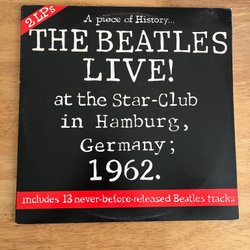 2 LPs
A piece of History...
THE BEATLES
LIVE!
at the Star-Club
in Hamburg,
Germany;
1962.
includes 13 never-before-released Beatles tracks